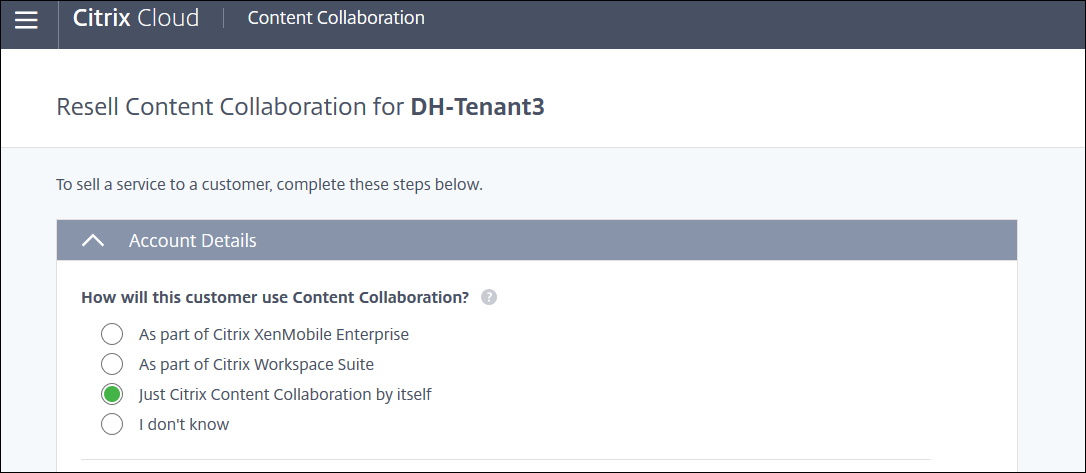 Citrix Cloud Content Collaboration
Resell Content Collaboration for DH-Tenant3
To sell a service to a customer, complete these steps below.
Account Details
How will this customer use Content Collaboration? ?
As part of Citrix XenMobile Enterprise
As part of Citrix Workspace Suite
Just Citrix Content Collaboration by itself
I don't know